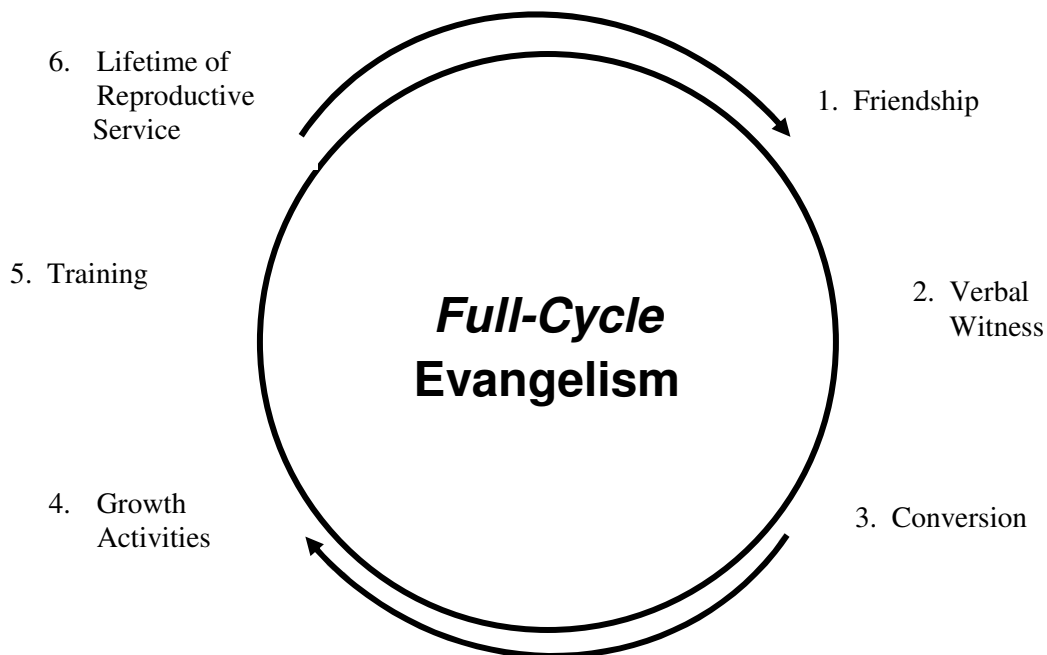 Full-Cycle
Evangelism
1. Friendship
2. Verbal
Witness
3. Conversion
4. Growth
Activities
5. Training
6. Lifetime of
Reproductive
Service